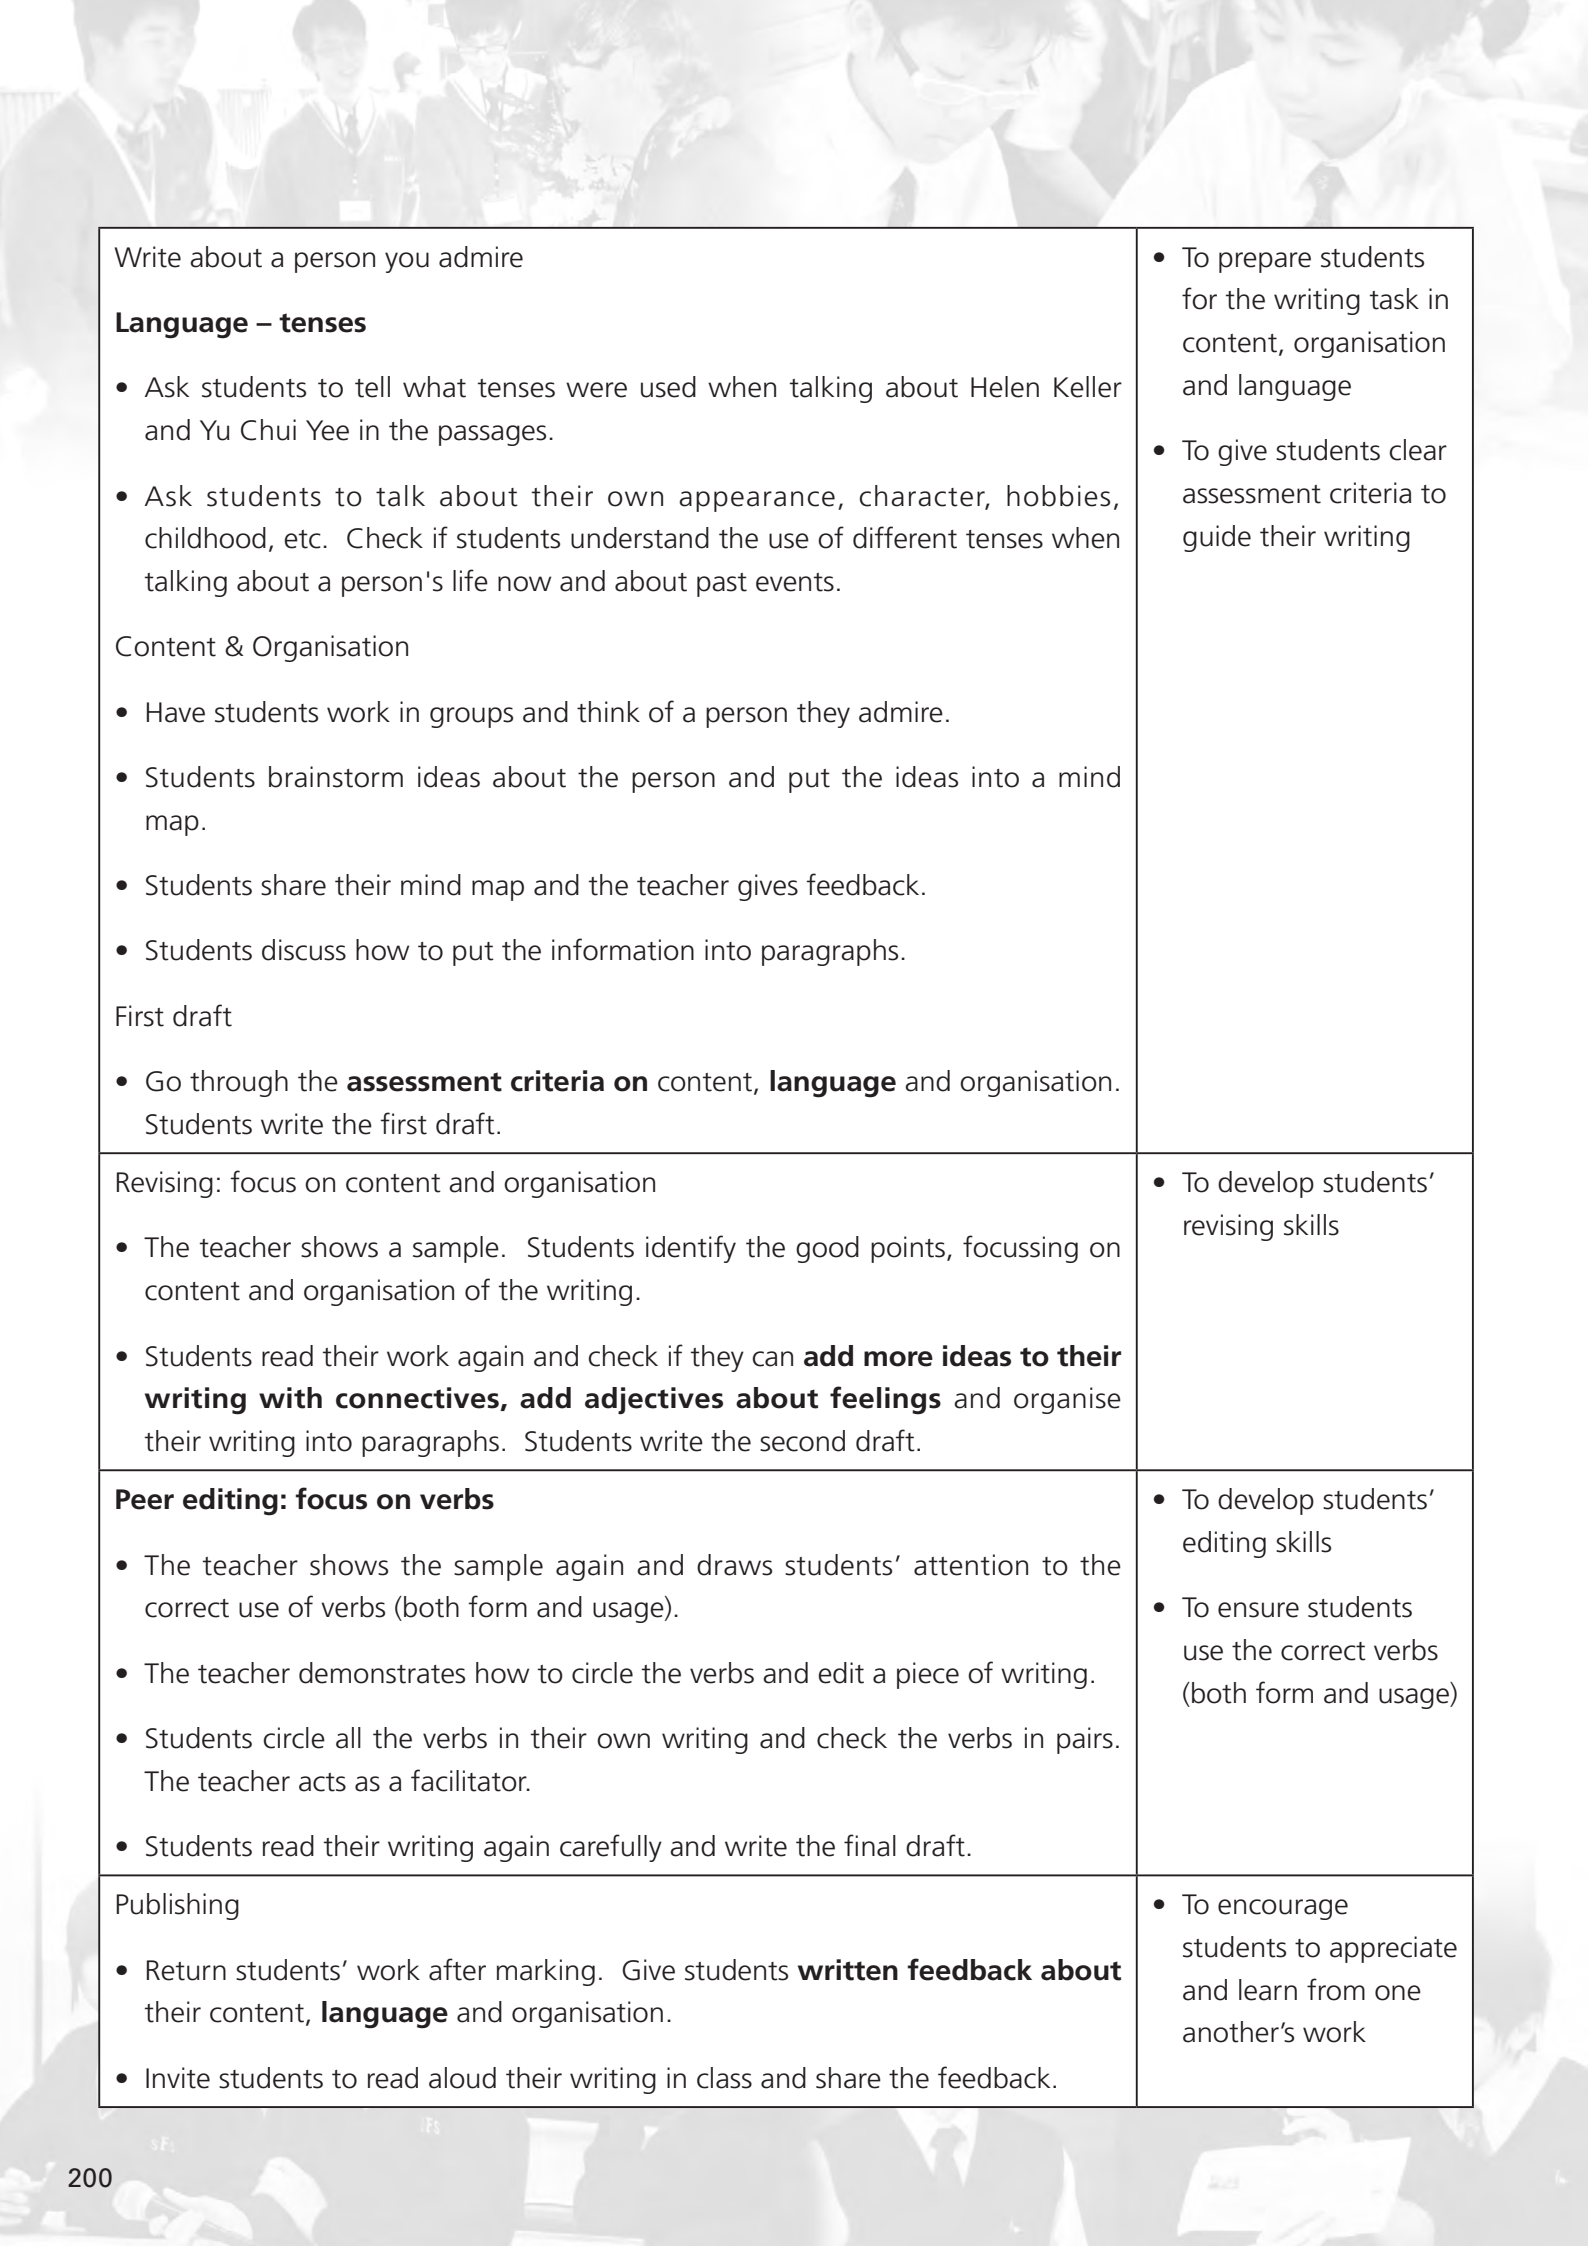 Write about a person you admire
Language – tenses
• Ask students to tell what tenses were used when talking about Helen Keller
and Yu Chui Yee in the passages.
• Ask students to talk about their own appearance, character, hobbies,
childhood, etc. Check if students understand the use of different tenses when
talking about a person's life now and about past events.
Content & Organisation
• Have students work in groups and think of a person they admire.
• Students brainstorm ideas about the person and put the ideas into a mind
map.
• Students share their mind map and the teacher gives feedback.
• Students discuss how to put the information into paragraphs.
First draft
• Go through the assessment criteria on content, language and organisation.
Students write the first draft.
• To prepare students
for the writing task in
content, organisation
and language
• To give students clear
assessment criteria to
guide their writing
Revising: focus on content and organisation
• The teacher shows a sample. Students identify the good points, focussing on
content and organisation of the writing.
• Students read their work again and check if they can add more ideas to their
writing with connectives, add adjectives about feelings and organise
their writing into paragraphs. Students write the second draft.
• To develop students’
revising skills
Peer editing: focus on verbs
• The teacher shows the sample again and draws students’ attention to the
correct use of verbs (both form and usage).
• The teacher demonstrates how to circle the verbs and edit a piece of writing.
• Students circle all the verbs in their own writing and check the verbs in pairs.
The teacher acts as a facilitator.
• Students read their writing again carefully and write the final draft.
• To develop students’
editing skills
• To ensure students
use the correct verbs
(both form and usage)
Publishing
• Return students’ work after marking. Give students written feedback about
their content, language and organisation.
• Invite students to read aloud their writing in class and share the feedback.
• To encourage
students to appreciate
and learn from one
another’s work
200